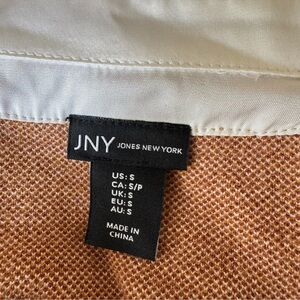 JNY JONES NEW YORK
US: S
CA: S/P
UK: S
EU: S
AU: S
MADE IN
CHINA